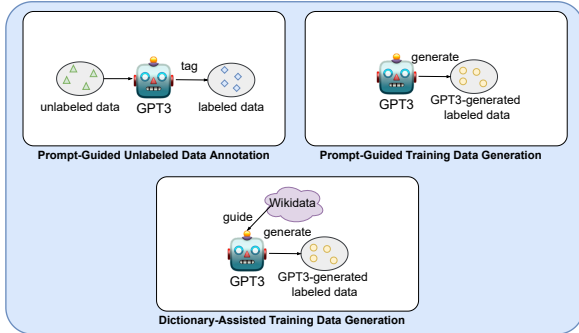 tag
unlabeled data
GPT3
labeled data
Prompt-Guided Unlabeled Data Annotation
generate
GPT3
GPT3-generated
labeled data
Prompt-Guided Training Data Generation
Wikidata
guide
generate
GPT3
GPT3-generated
labeled data
Dictionary-Assisted Training Data Generation